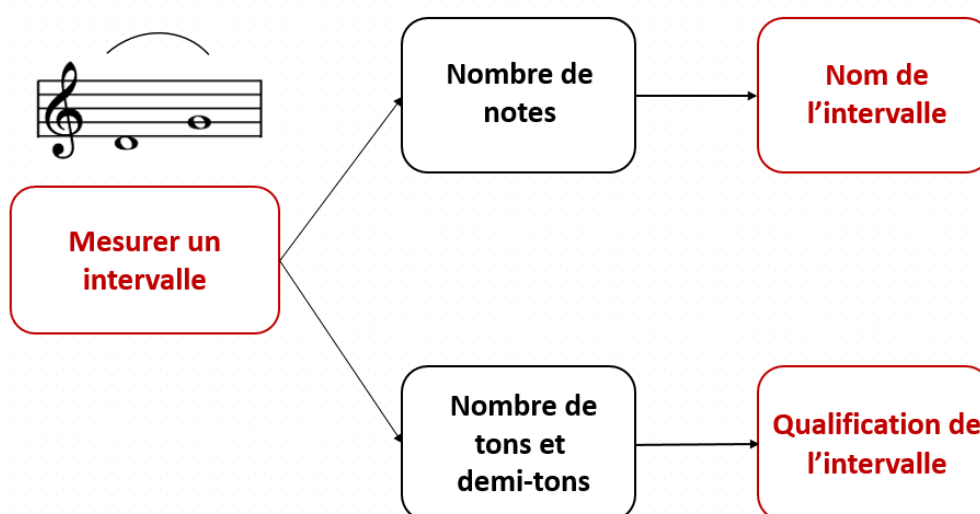 Nombre de
notes
Nom de
l’intervalle
Mesurer un
intervalle
Nombre de
tons et
demi-tons
Qualification de
l’intervalle